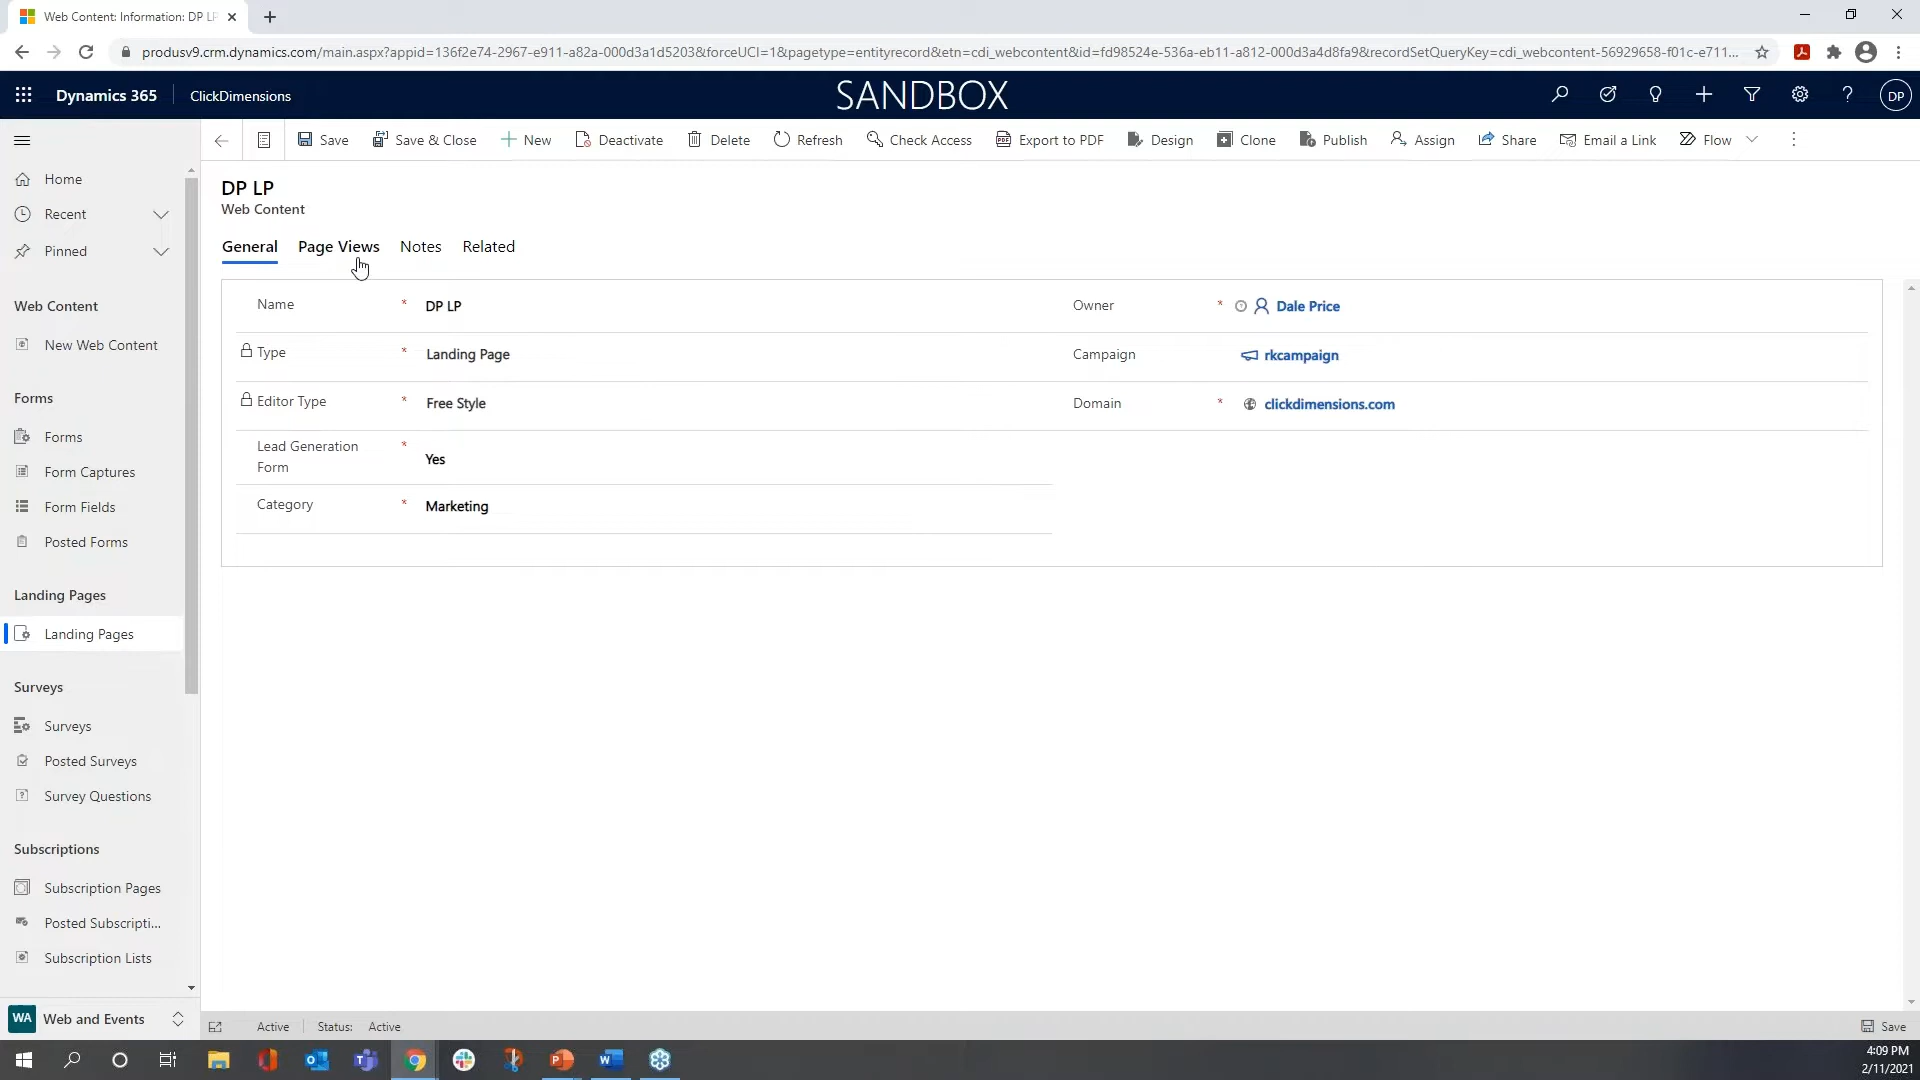 Web Content: Information: DP LP
produsv9.crm.dynamics.com/main.aspx?appid=136f2e74-2967-e911-a82a-000d3a1d5203&forceUCI=1&pagetype=entityrecord&etn=cdi_webcontent&id=fd98524e-536a-eb11-a812-000d3a4d8fa9&recordSetQueryKey=cdi_webcontent-56929658-f01c-e711...
Dynamics 365 ClickDimensions SANDBOX DP
Save Save & Close New Deactivate Delete Refresh Check Access Export to PDF Design Clone Publish Assign Share Email a Link Flow
Home
Recent
Pinned
Web Content
New Web Content
Forms
Forms
Form Captures
Form Fields
Posted Forms
Landing Pages
Landing Pages
Surveys
Surveys
Posted Surveys
Survey Questions
Subscriptions
Subscription Pages
Posted Subscripti...
Subscription Lists
WA Web and Events
DP LP
Web Content
General Page Views Notes Related
Name * DP LP
Type * Landing Page
Editor Type * Free Style
Lead Generation
Form * Yes
Category * Marketing
Owner * Dale Price
Campaign rkcampaign
Domain * clickdimensions.com
Active Status: Active Save
4:09 PM
2/11/2021